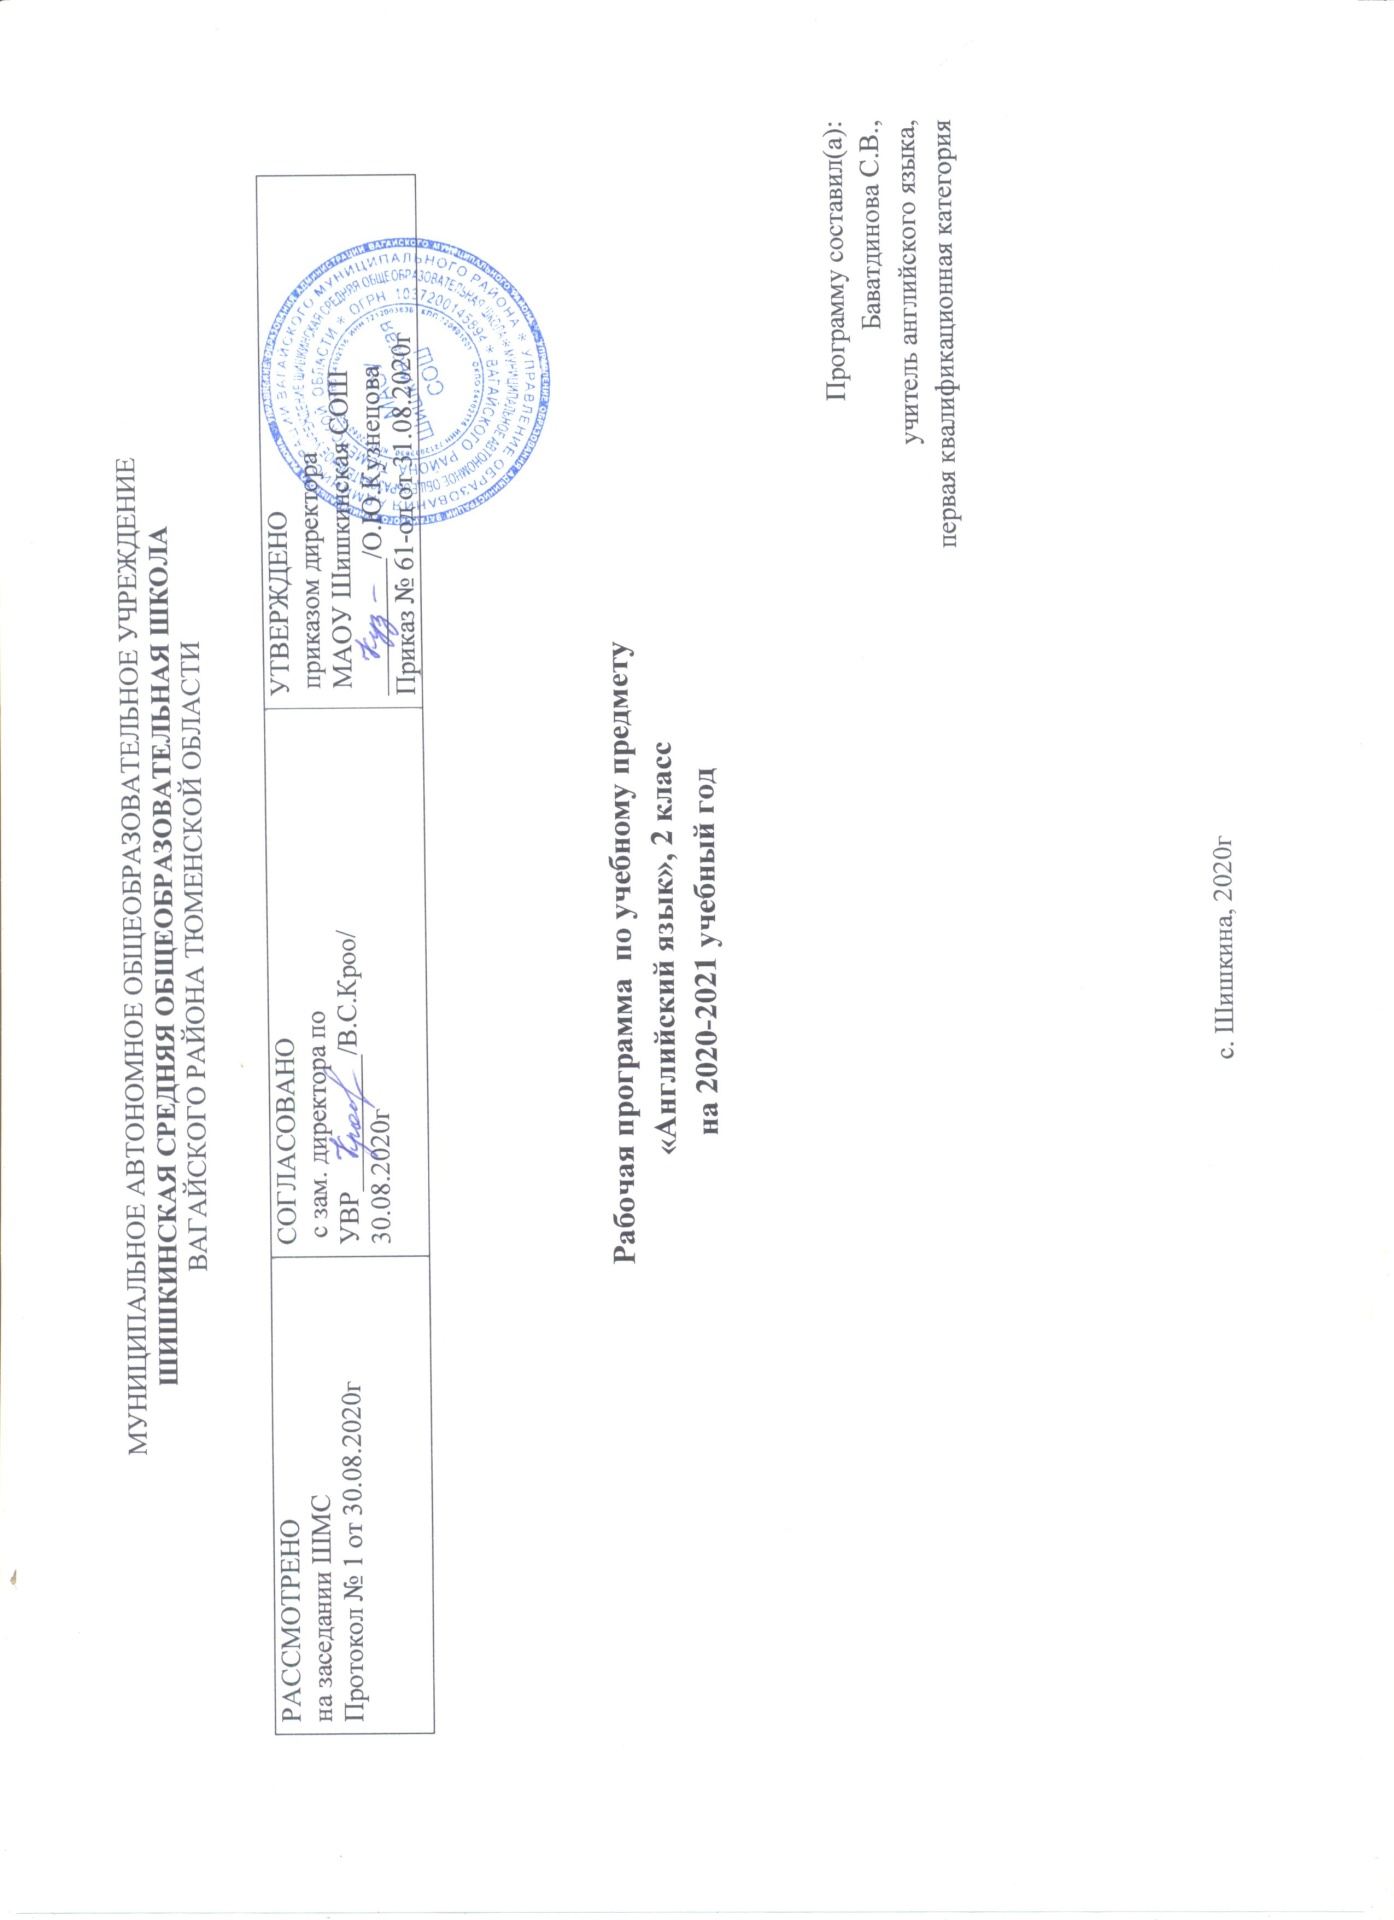 МУНИЦИПАЛЬНОЕ АВТОНОМНОЕ ОБЩЕОБРАЗОВАТЕЛЬНОЕ УЧРЕЖДЕНИЕ
ШИШКИНСКАЯ СРЕДНЯЯ ОБЩЕОБРАЗОВАТЕЛЬНАЯ ШКОЛА
ВАГАЙСКОГО РАЙОНА ТЮМЕНСКОЙ ОБЛАСТИ
РАССМОТРЕНО
на заседании ШМС
Протокол № 1 от 30.08.2020г
СОГЛАСОВАНО
с зам. директора по
УВР /В.С.Кроо/
30.08.2020г
УТВЕРЖДЕНО
приказом директора
МАОУ Шишкинская СОШ
/О.Ю.Кузнецова
Приказ № 61-од от 31.08.2020г
Рабочая программа по учебному предмету
«Английский язык», 2 класс
на 2020-2021 учебный год
Программу составил(а):
Баватдинова С.В.,
учитель английского языка,
первая квалификационная категория
с. Шишкина, 2020г